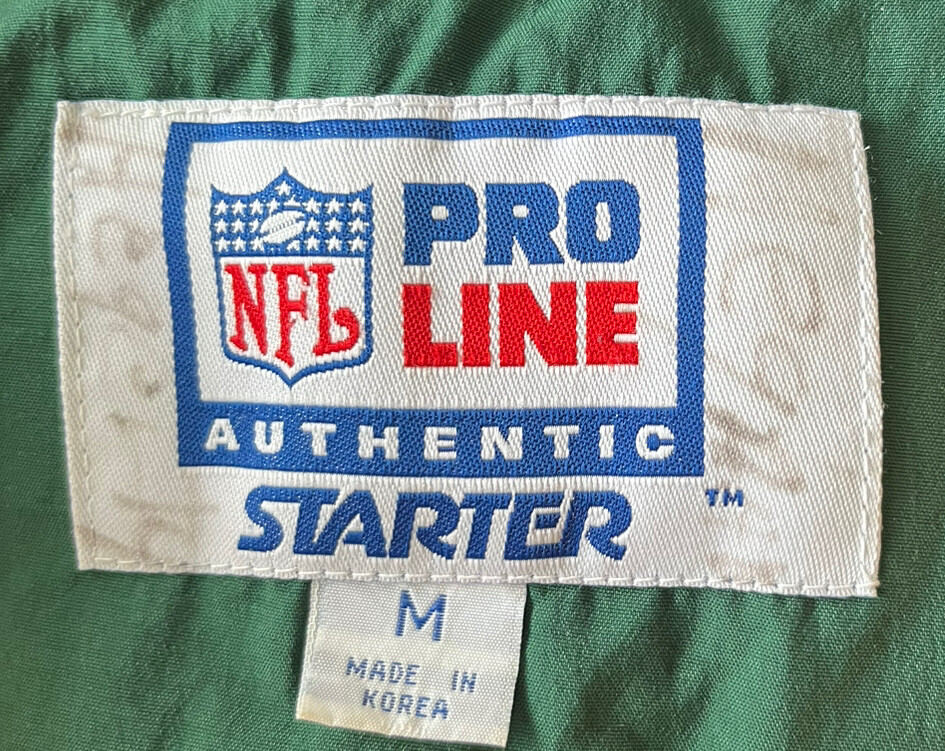 NFL
PRO
LINE
AUTHENTIC
STARTER
TM
M
MADE IN
KOREA